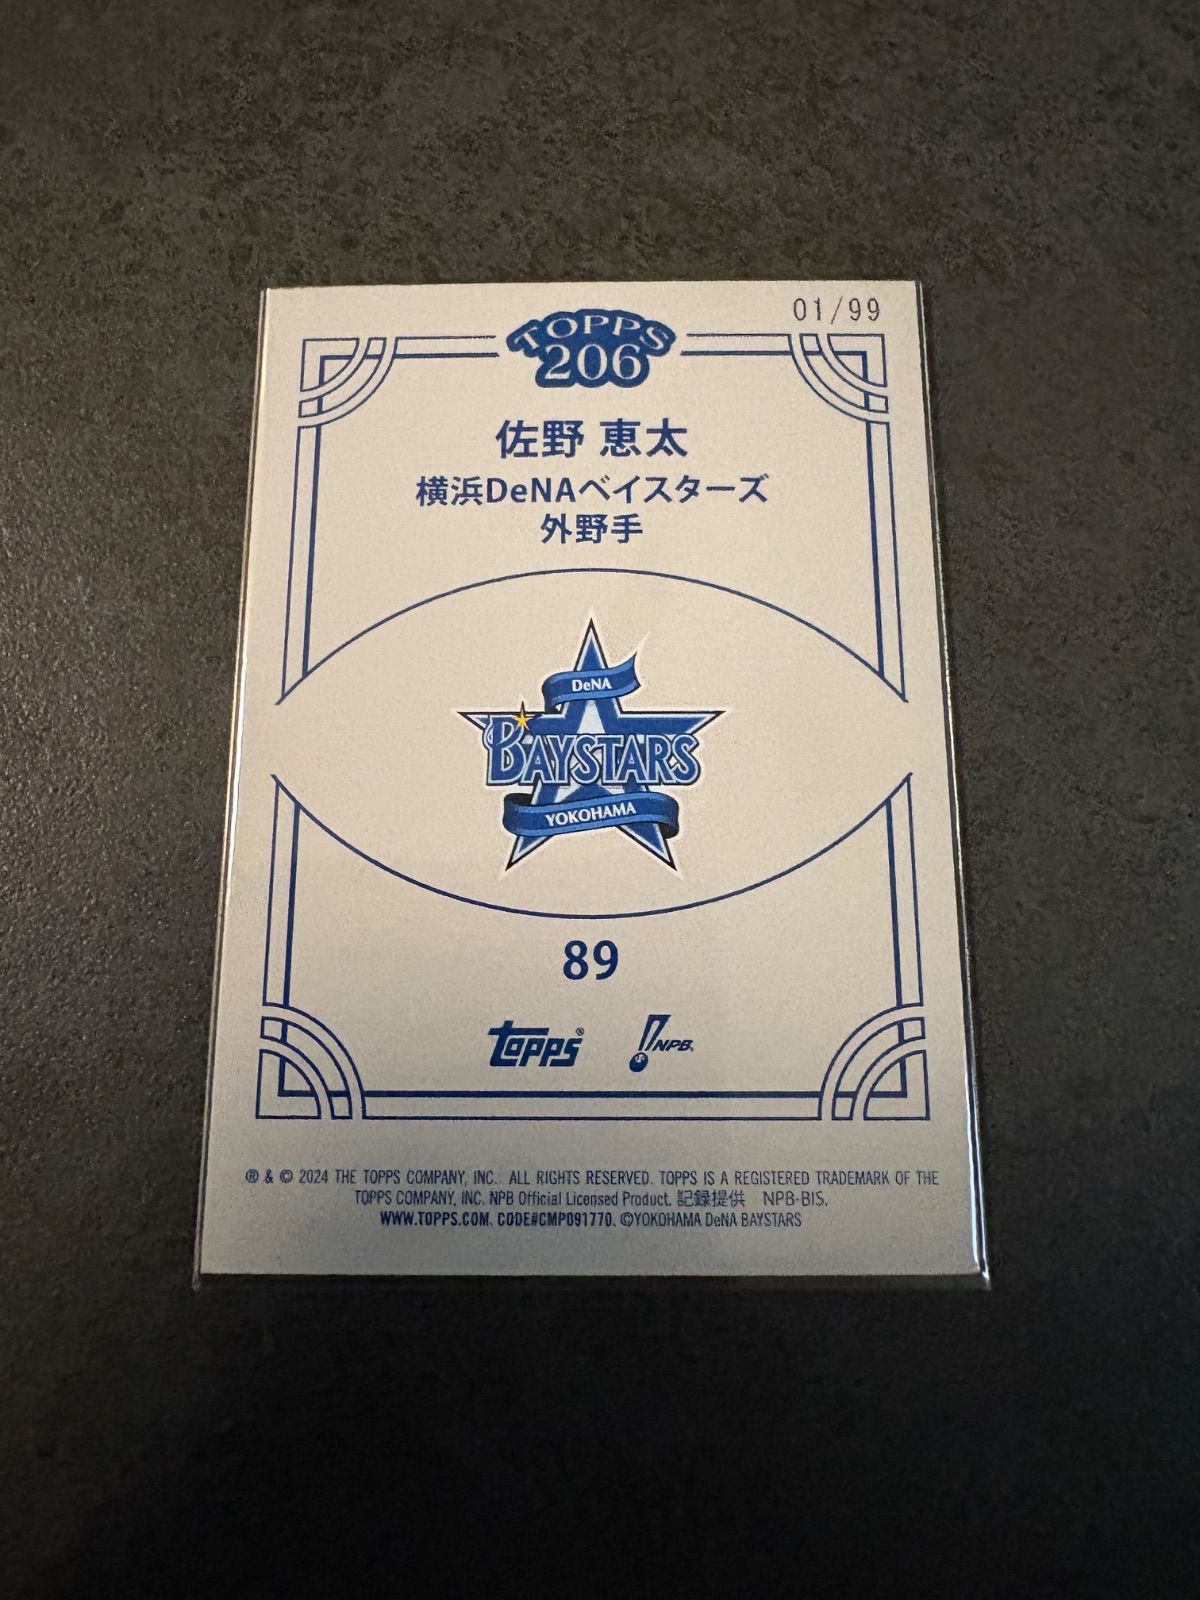 01/99
TOPPS
206
佐野 恵太
横浜DeNAベイスターズ
外野手
DeNA
BAYSTARS
YOKOHAMA
89
topps® NPB®
® & © 2024 THE TOPPS COMPANY, INC. ALL RIGHTS RESERVED. TOPPS IS A REGISTERED TRADEMARK OF THE
TOPPS COMPANY, INC. NPB Official Licensed Product. 記録提供 NPB・BIS.
WWW.TOPPS.COM. CODE#CMP091770. ©YOKOHAMA DeNA BAYSTARS